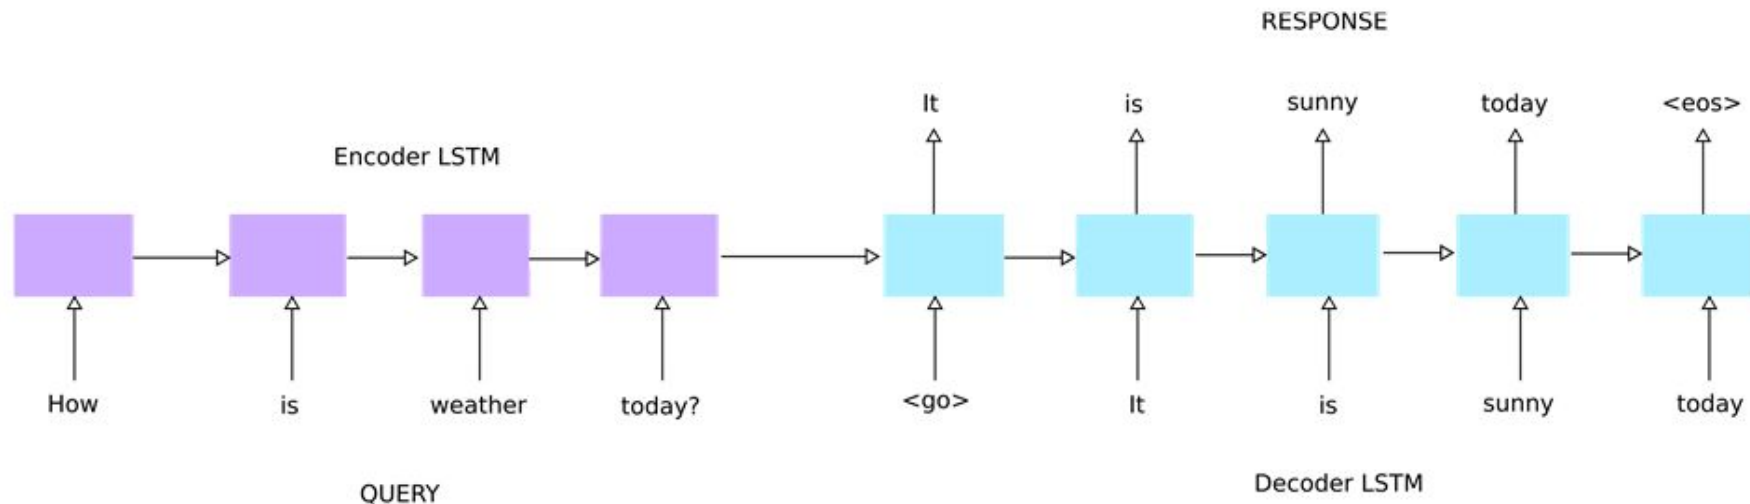 RESPONSE
It is sunny today <eos>
Encoder LSTM
How is weather today? <go> It is sunny today
QUERY
Decoder LSTM